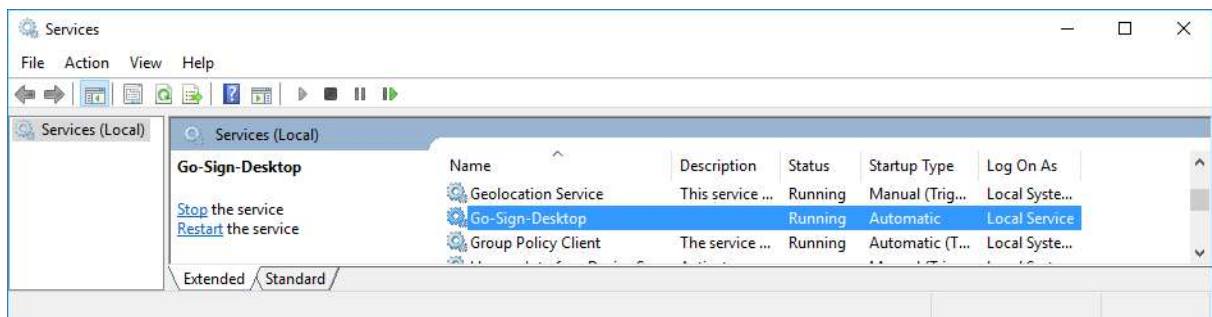 Services
File Action View Help
Services (Local)
Services (Local)
Go-Sign-Desktop
Stop the service
Restart the service
Name Description Status Startup Type Log On As
Geolocation Service This service ... Running Manual (Trig... Local Syste...
Go-Sign-Desktop Running Automatic Local Service
Group Policy Client The service ... Running Automatic (T... Local Syste...
Extended Standard